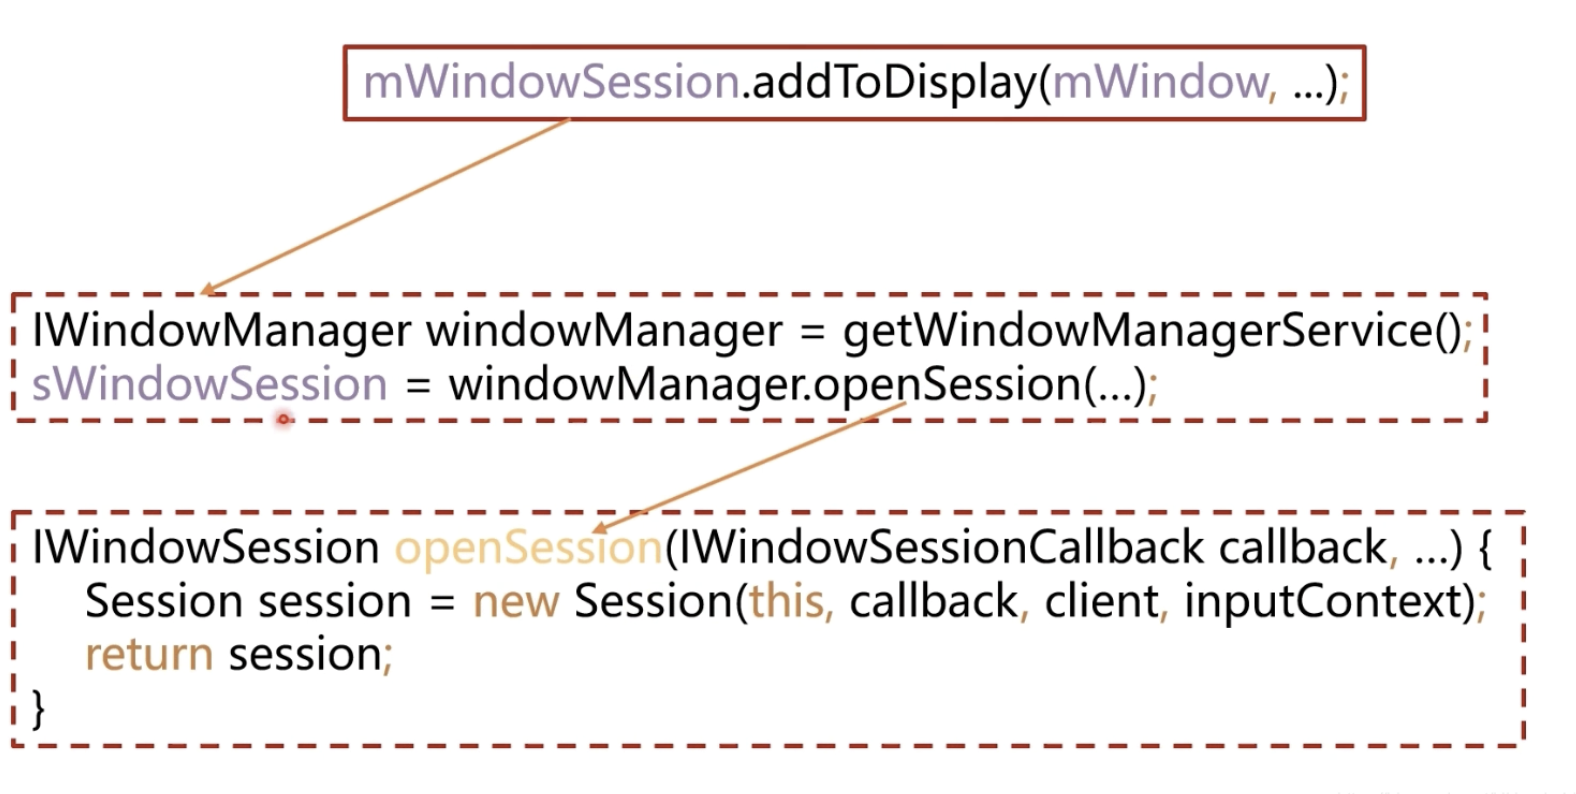 mWindowSession.addToDisplay(mWindow, ...);
IWindowManager windowManager = getWindowManagerService();
sWindowSession = windowManager.openSession(...);
IWindowSession openSession(IWindowSessionCallback callback, ...) {
Session session = new Session(this, callback, client, inputContext);
return session;
}